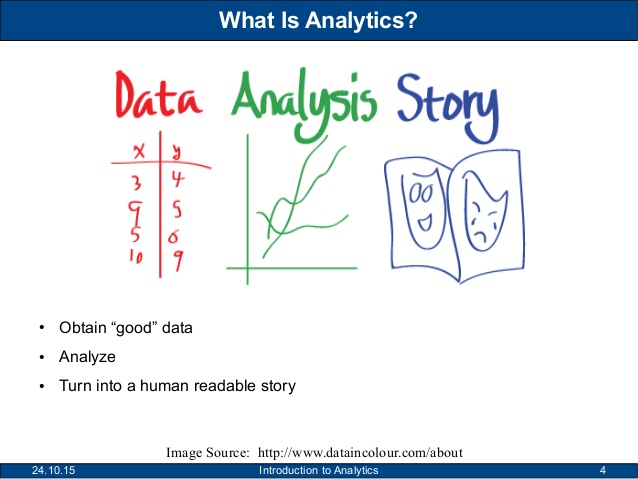 What Is Analytics?
Data Analysis Story
x y
3 4
9 5
5 6
10 9
• Obtain “good” data
• Analyze
• Turn into a human readable story
Image Source: http://www.dataincolour.com/about
24.10.15 Introduction to Analytics 4